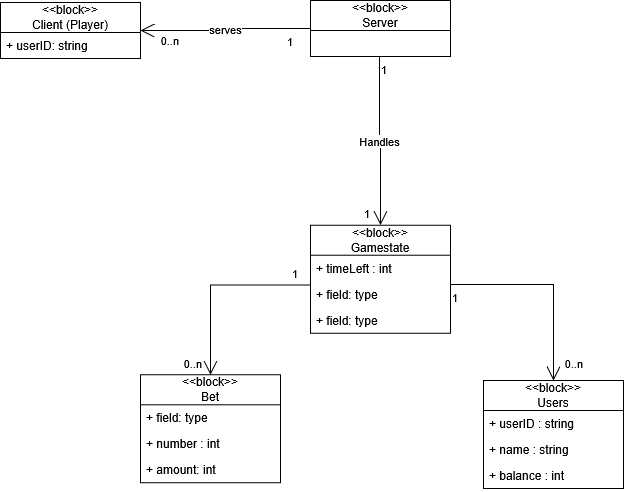 <<block>>
Client (Player)
+ userID: string
serves
0..n
1
<<block>>
Server
1
Handles
1
<<block>>
Gamestate
+ timeLeft : int
+ field: type
+ field: type
1
1
0..n
0..n
<<block>>
Bet
+ field: type
+ number : int
+ amount: int
<<block>>
Users
+ userID : string
+ name : string
+ balance : int